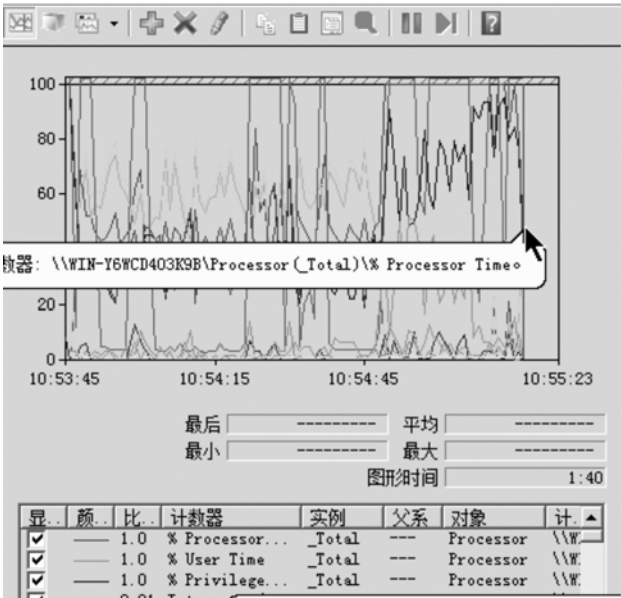 100
80
60
数器: \\WIN-Y6WCD4O3K9B\Processor(_Total)\% Processor Time。
20
0
10:53:45 10:54:15 10:54:45 10:55:23
最后 --------- 平均 ---------
最小 --------- 最大 ---------
图形时间 1:40
显.. 颜.. 比.. 计数器 实例 父系 对象 计.
1.0 % Processor... _Total --- Processor \\W
1.0 % User Time _Total --- Processor \\W
1.0 % Privilege... _Total --- Processor \\W